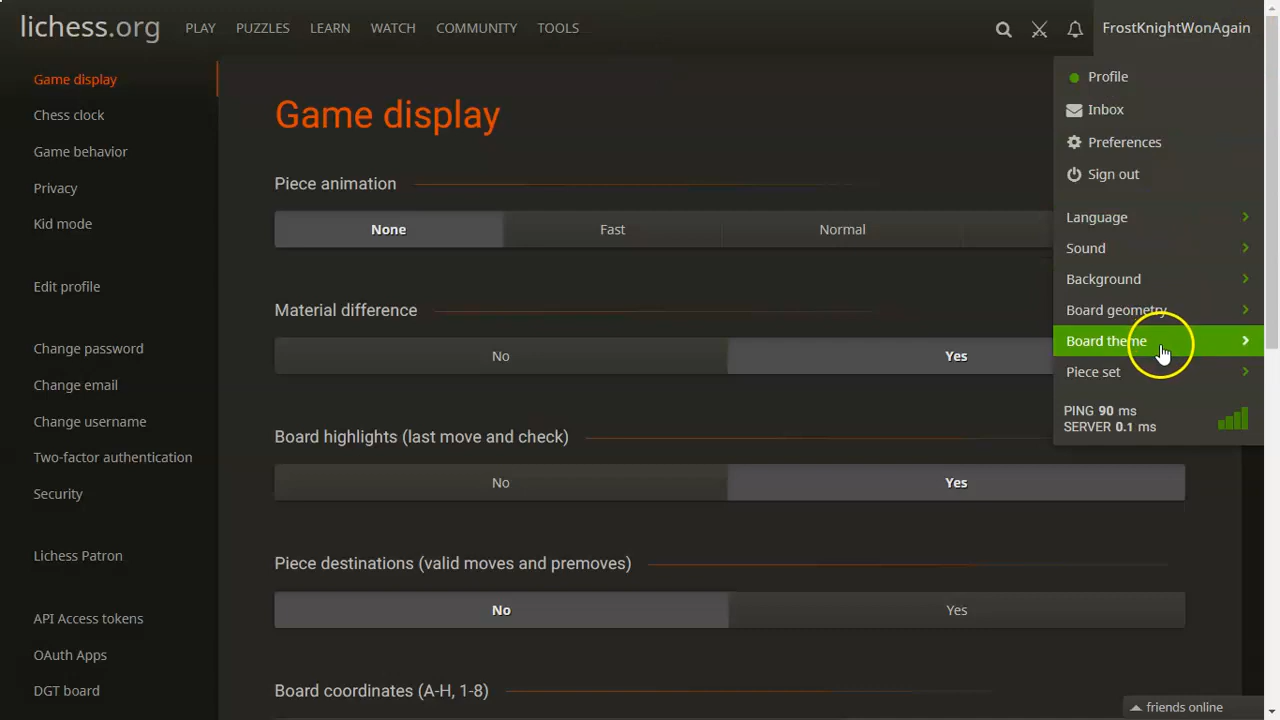 lichess.org PLAY PUZZLES LEARN WATCH COMMUNITY TOOLS FrostKnightWonAgain
Game display
Chess clock
Game behavior
Privacy
Kid mode
Edit profile
Change password
Change email
Change username
Two-factor authentication
Security
Lichess Patron
API Access tokens
OAuth Apps
DGT board
Game display
Piece animation
None Fast Normal
Material difference
No Yes
Board highlights (last move and check)
No Yes
Piece destinations (valid moves and premoves)
No Yes
Board coordinates (A-H, 1-8)
Profile
Inbox
Preferences
Sign out
Language
Sound
Background
Board geometry
Board theme
Piece set
PING 90 ms
SERVER 0.1 ms
friends online